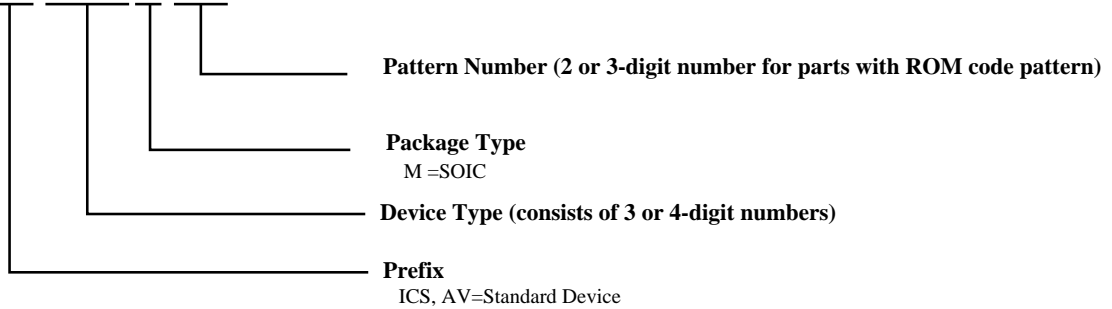 Pattern Number (2 or 3-digit number for parts with ROM code pattern)
Package Type
M =SOIC
Device Type (consists of 3 or 4-digit numbers)
Prefix
ICS, AV=Standard Device